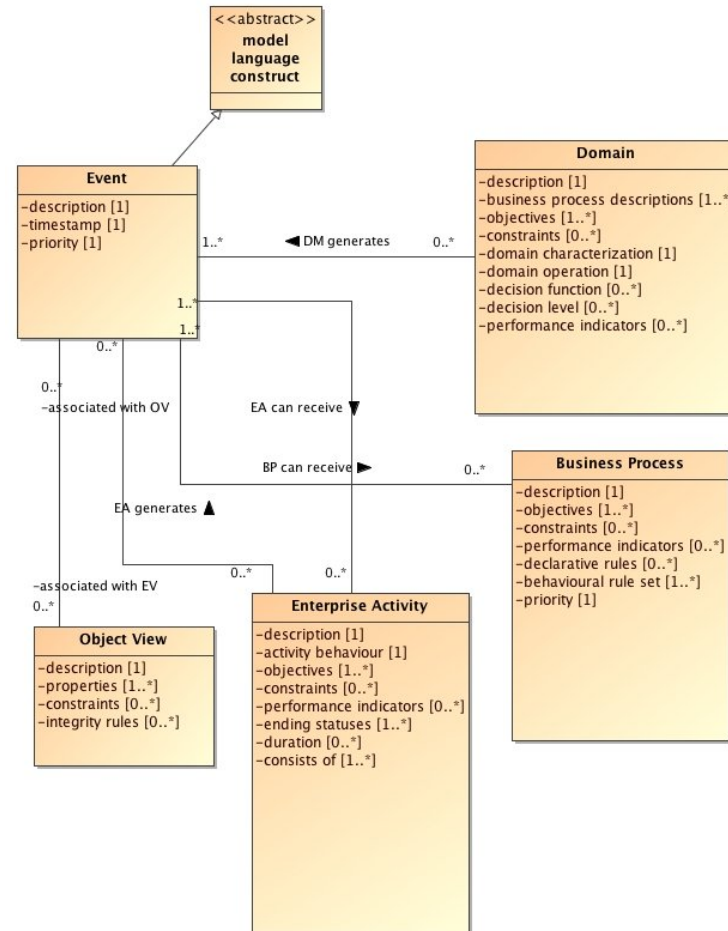 <<abstract>>
model
language
construct
Event
-description [1]
-timestamp [1]
-priority [1]
Domain
-description [1]
-business process descriptions [1..*
-objectives [1..*]
-constraints [0..*]
-domain characterization [1]
-domain operation [1]
-decision function [0..*]
-decision level [0..*]
-performance indicators [0..*]
1..*
DM generates
0..*
1..*
1..*
0..*
0..*
-associated with OV
EA can receive
BP can receive
0..*
EA generates
-associated with EV
0..*
0..*
0..*
Business Process
-description [1]
-objectives [1..*]
-constraints [0..*]
-performance indicators [0..*]
-declarative rules [0..*]
-behavioural rule set [1..*]
-priority [1]
Object View
-description [1]
-properties [1..*]
-constraints [0..*]
-integrity rules [0..*]
Enterprise Activity
-description [1]
-activity behaviour [1]
-objectives [1..*]
-constraints [0..*]
-performance indicators [0..*]
-ending statuses [1..*]
-duration [0..*]
-consists of [1..*]